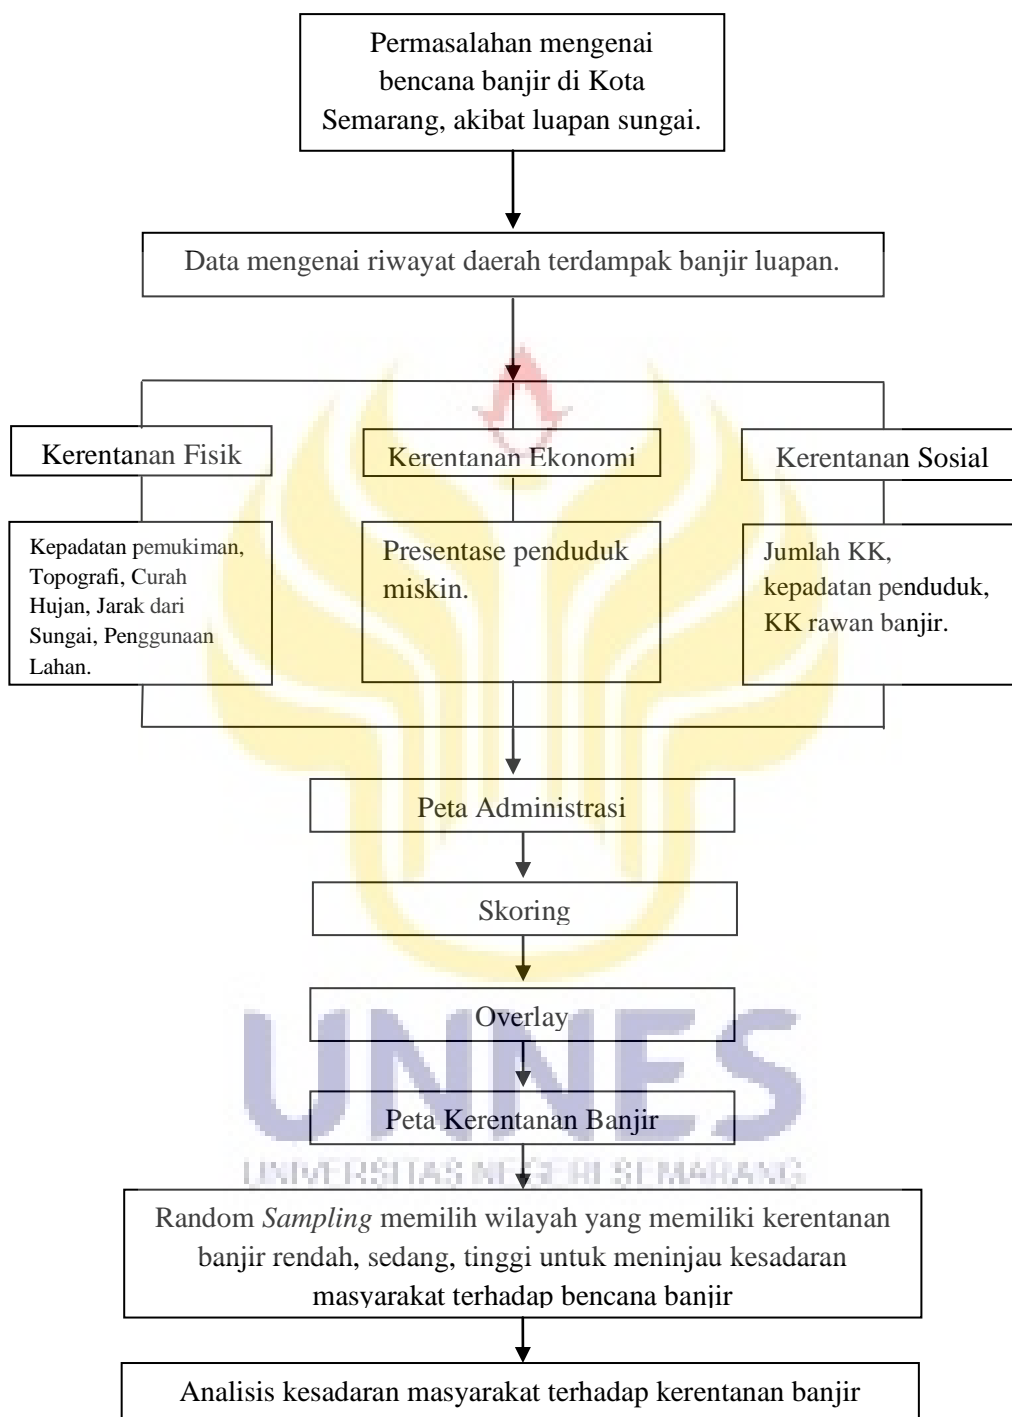 Permasalahan mengenai
bencana banjir di Kota
Semarang, akibat luapan sungai.
Data mengenai riwayat daerah terdampak banjir luapan.
Kerentanan Fisik
Kerentanan Ekonomi
Kerentanan Sosial
Kepadatan pemukiman,
Topografi, Curah
Hujan, Jarak dari
Sungai, Penggunaan
Lahan.
Presentase penduduk
miskin.
Jumlah KK,
kepadatan penduduk,
KK rawan banjir.
Peta Administrasi
Skoring
Overlay
UNNES
Peta Kerentanan Banjir
UNIVERSITAS NEGERI SEMARANG
Random Sampling memilih wilayah yang memiliki kerentanan
banjir rendah, sedang, tinggi untuk meninjau kesadaran
masyarakat terhadap bencana banjir
Analisis kesadaran masyarakat terhadap kerentanan banjir